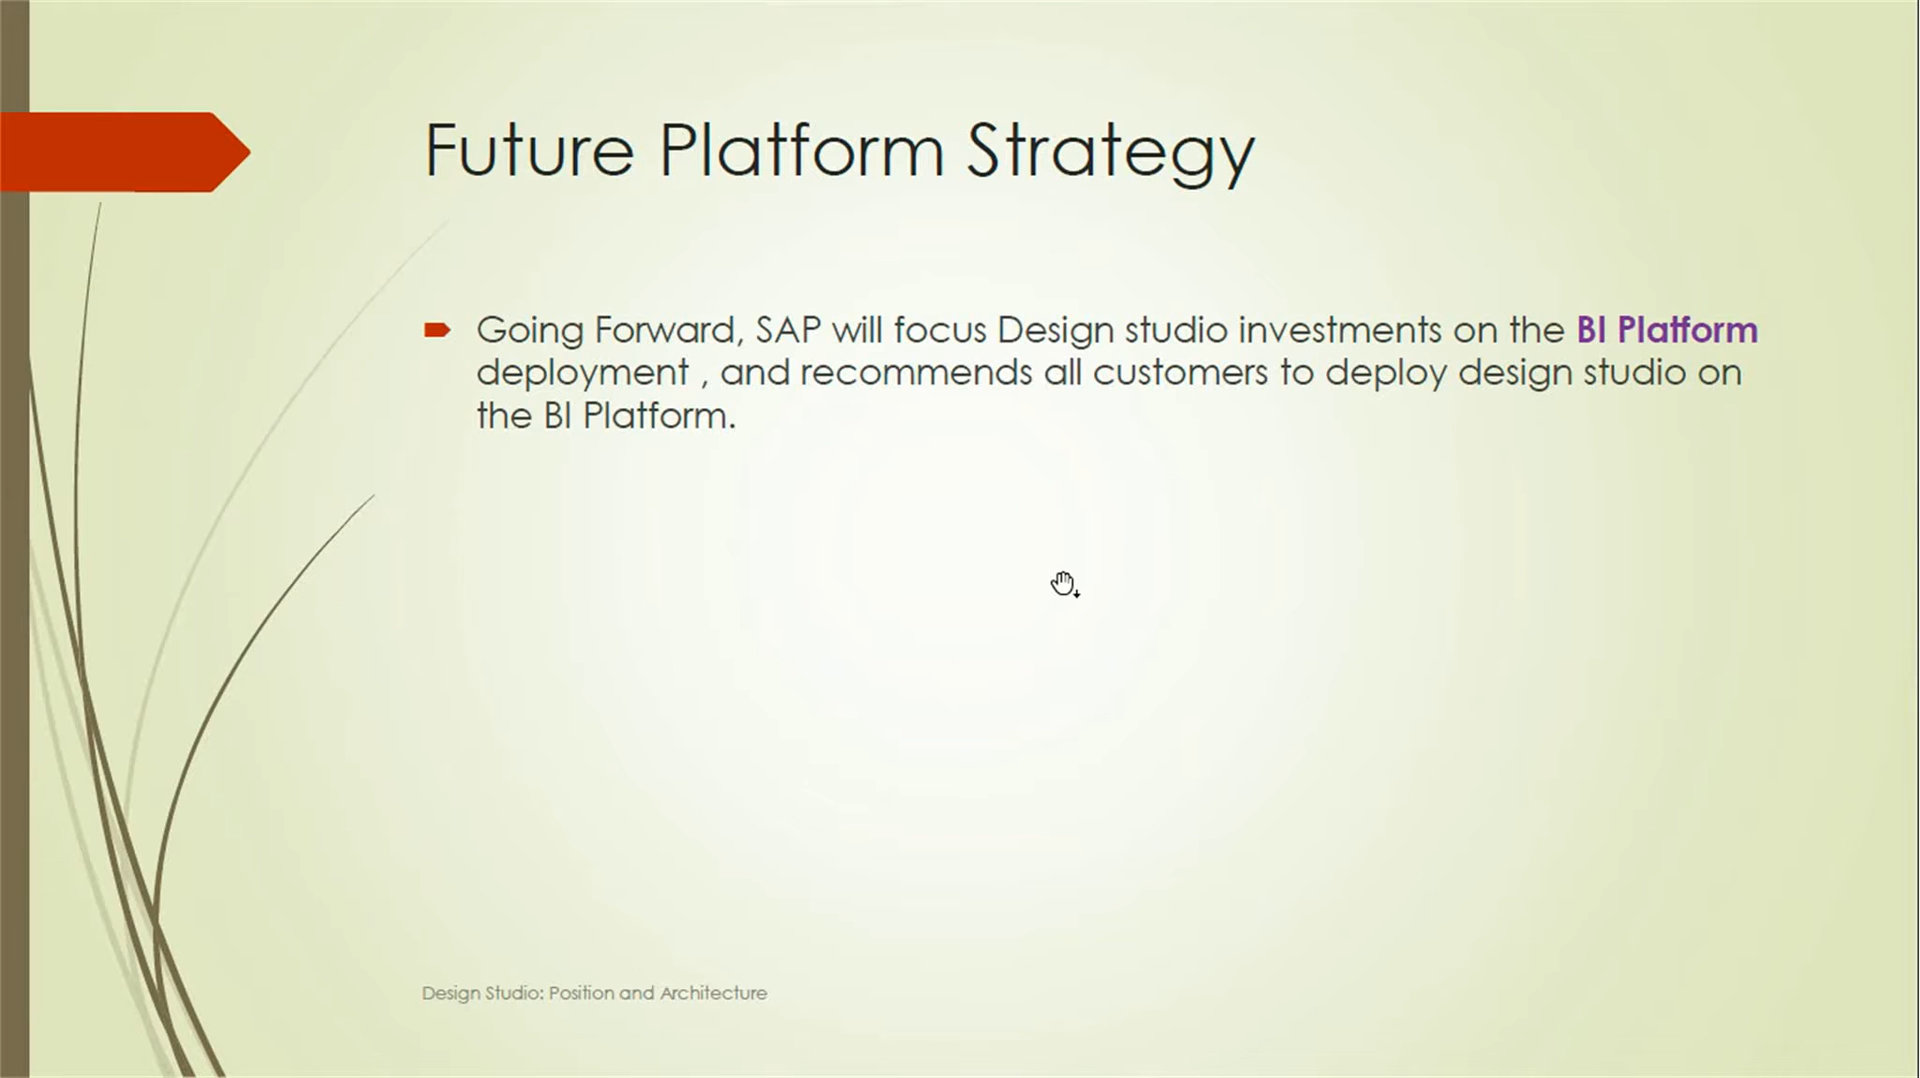 Future Platform Strategy
Going Forward, SAP will focus Design studio investments on the BI Platform
deployment , and recommends all customers to deploy design studio on
the BI Platform.
Design Studio: Position and Architecture